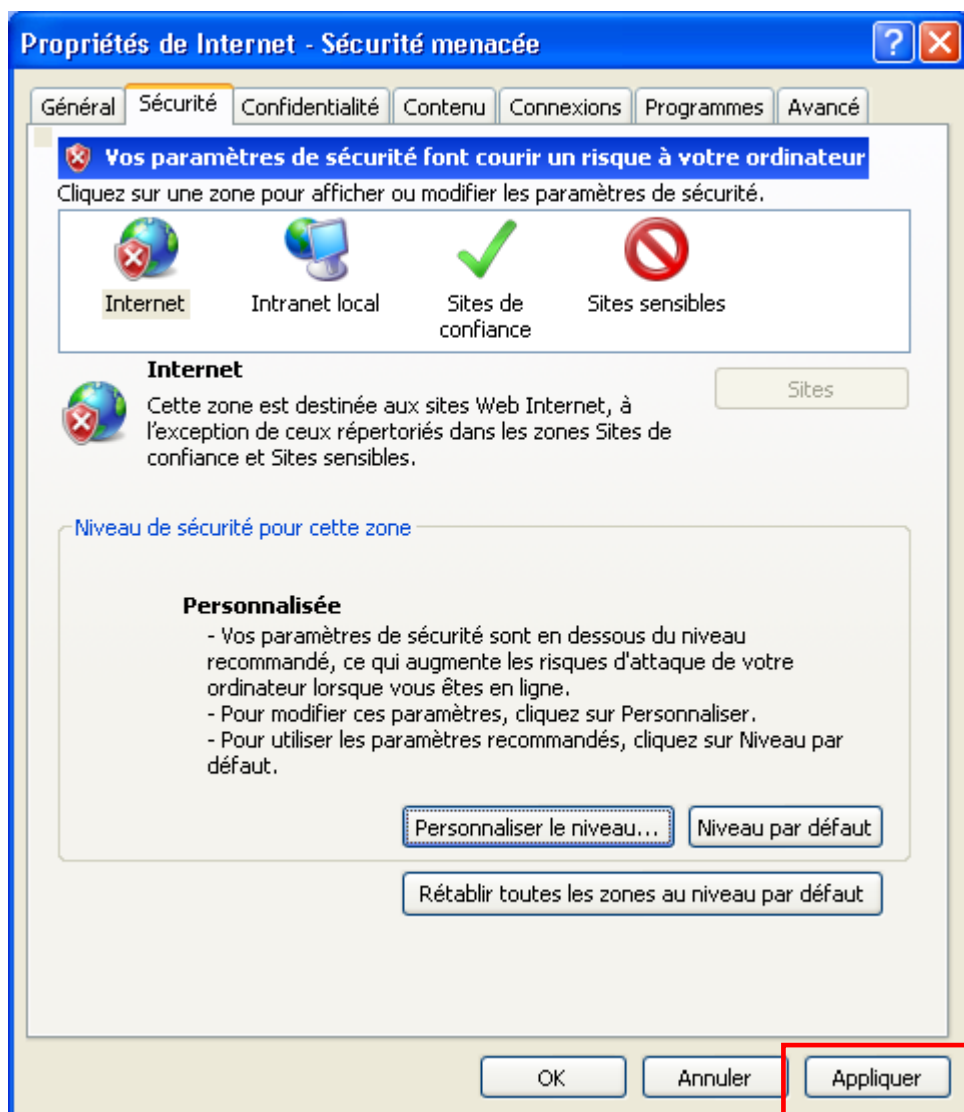 Propriétés de Internet - Sécurité menacée
Général Sécurité Confidentialité Contenu Connexions Programmes Avancé
Vos paramètres de sécurité font courir un risque à votre ordinateur
Cliquez sur une zone pour afficher ou modifier les paramètres de sécurité.
Internet
Intranet local
Sites de
confiance
Sites sensibles
Internet
Sites
Cette zone est destinée aux sites Web Internet, à
l'exception de ceux répertoriés dans les zones Sites de
confiance et Sites sensibles.
Niveau de sécurité pour cette zone
Personnalisée
- Vos paramètres de sécurité sont en dessous du niveau
recommandé, ce qui augmente les risques d'attaque de votre
ordinateur lorsque vous êtes en ligne.
- Pour modifier ces paramètres, cliquez sur Personnaliser.
- Pour utiliser les paramètres recommandés, cliquez sur Niveau par
défaut.
Personnaliser le niveau... Niveau par défaut
Rétablir toutes les zones au niveau par défaut
OK Annuler Appliquer